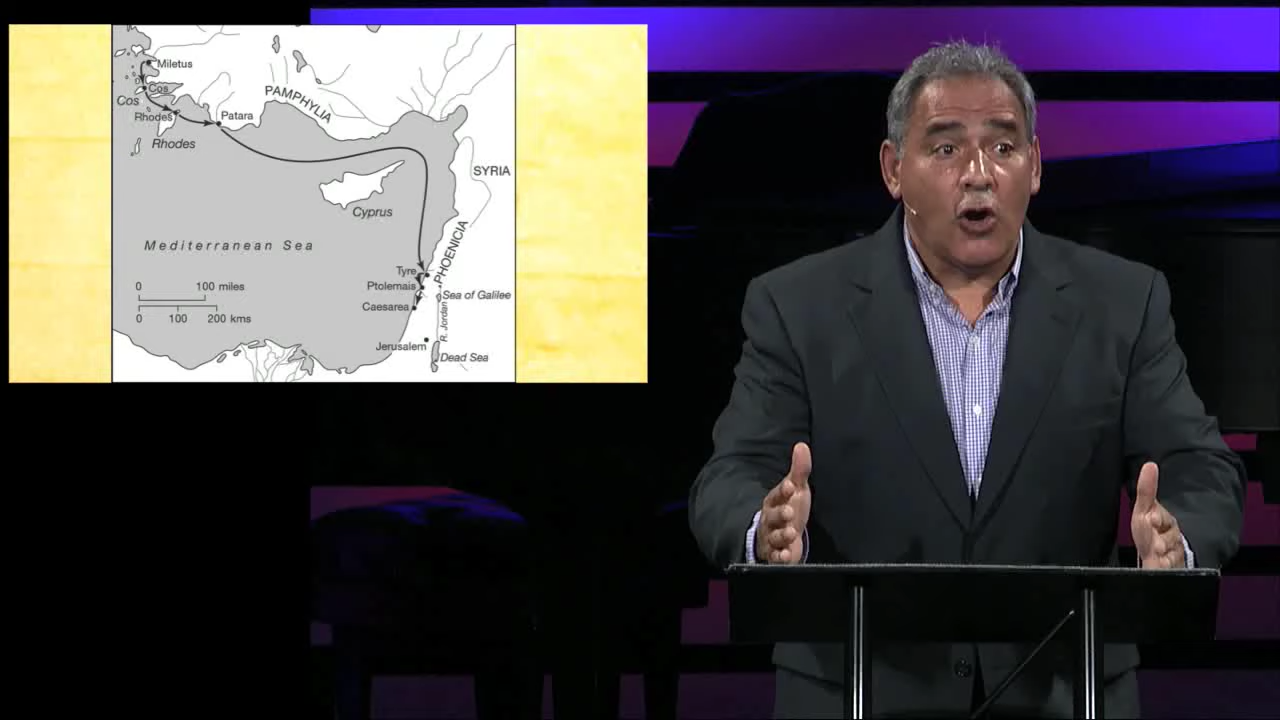 Miletus
Cos
Cos
Rhodes
Rhodes
Patara
PAMPHYLIA
SYRIA
Cyprus
Mediterranean Sea
PHOENICIA
Tyre
Ptolemais
Sea of Galilee
0 100 miles
0 100 200 kms
Caesarea
R. Jordan
Jerusalem
Dead Sea